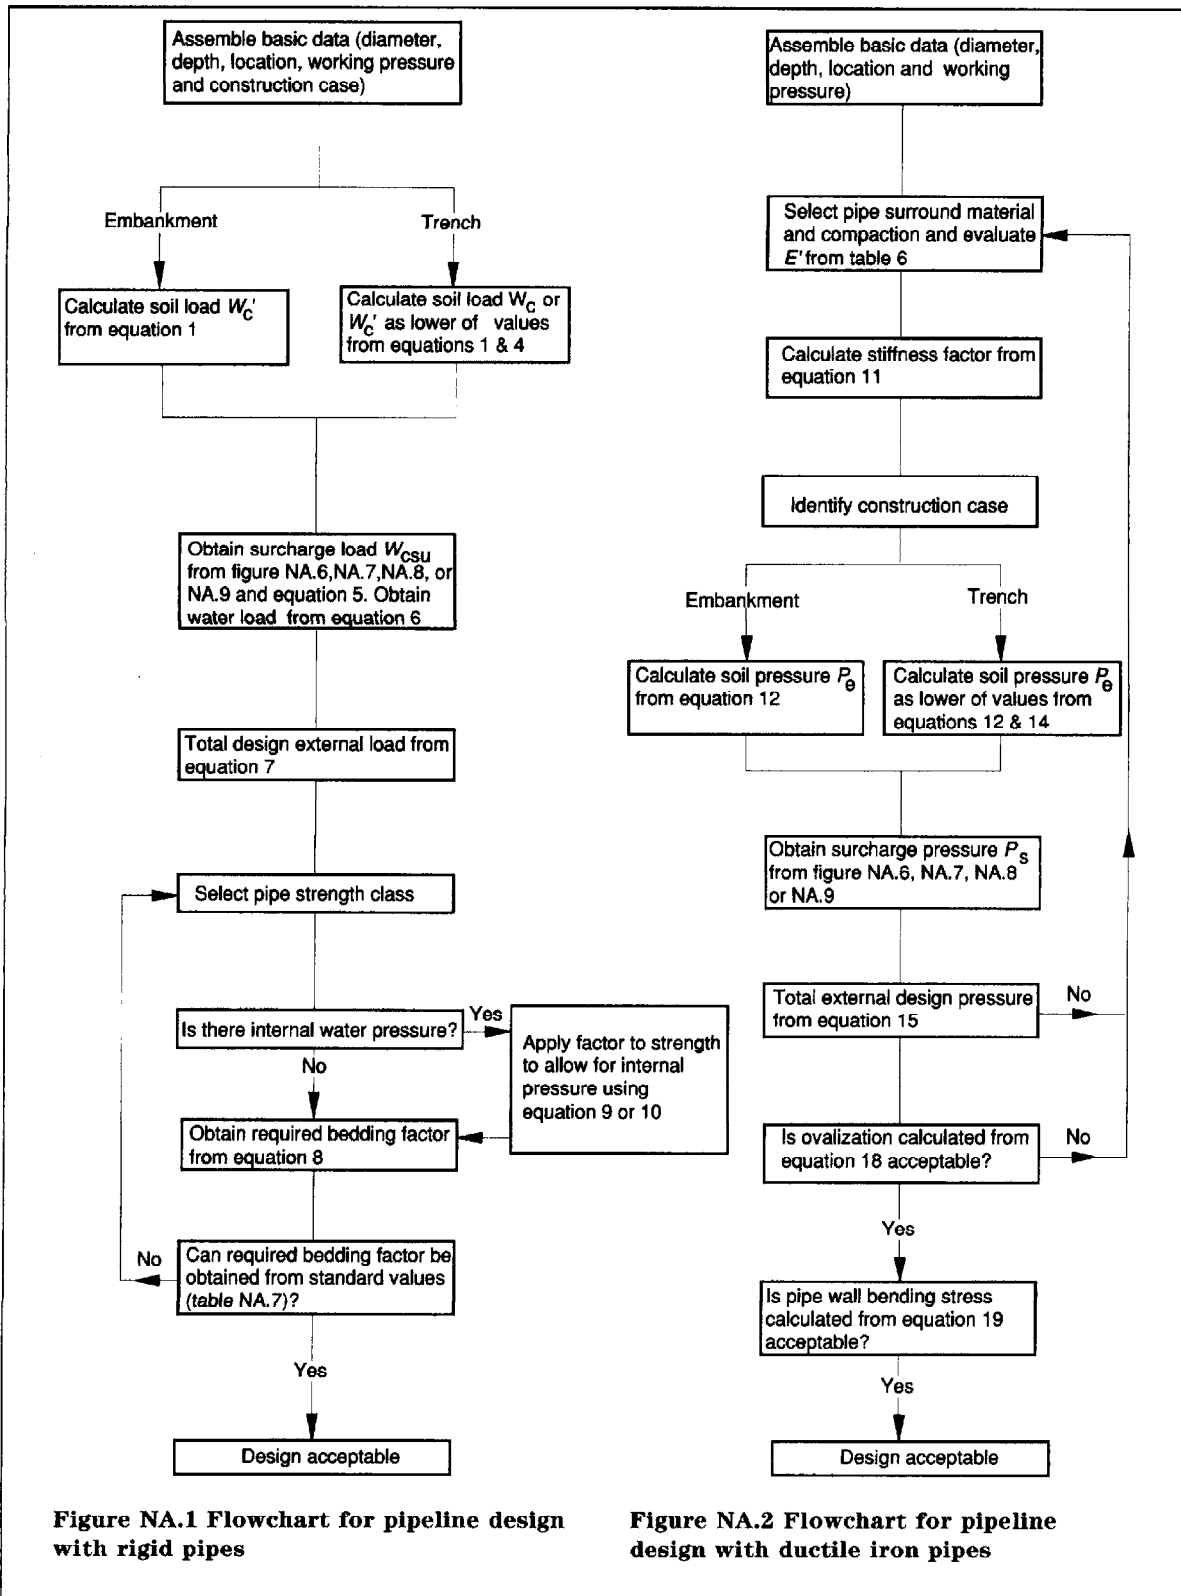 Assemble basic data (diameter,
depth, location, working pressure
and construction case)
Embankment
Trench
Calculate soil load Wc'
from equation 1
Calculate soil load Wc or
Wc' as lower of values
from equations 1 & 4
Obtain surcharge load Wcsu
from figure NA.6,NA.7,NA.8, or
NA.9 and equation 5. Obtain
water load from equation 6
Total design external load from
equation 7
Select pipe strength class
Is there internal water pressure?
Yes
No
Apply factor to strength
to allow for internal
pressure using
equation 9 or 10
Obtain required bedding factor
from equation 8
No
Can required bedding factor be
obtained from standard values
(table NA.7)?
Yes
Design acceptable
Figure NA.1 Flowchart for pipeline design
with rigid pipes
Assemble basic data (diameter,
depth, location and working
pressure)
Select pipe surround material
and compaction and evaluate
E' from table 6
Calculate stiffness factor from
equation 11
Identify construction case
Embankment
Trench
Calculate soil pressure Pe
from equation 12
Calculate soil pressure Pe
as lower of values from
equations 12 & 14
Obtain surcharge pressure Ps
from figure NA.6, NA.7, NA.8
or NA.9
Total external design pressure
from equation 15
No
Is ovalization calculated from
equation 18 acceptable?
No
Yes
Is pipe wall bending stress
calculated from equation 19
acceptable?
Yes
Design acceptable
Figure NA.2 Flowchart for pipeline
design with ductile iron pipes